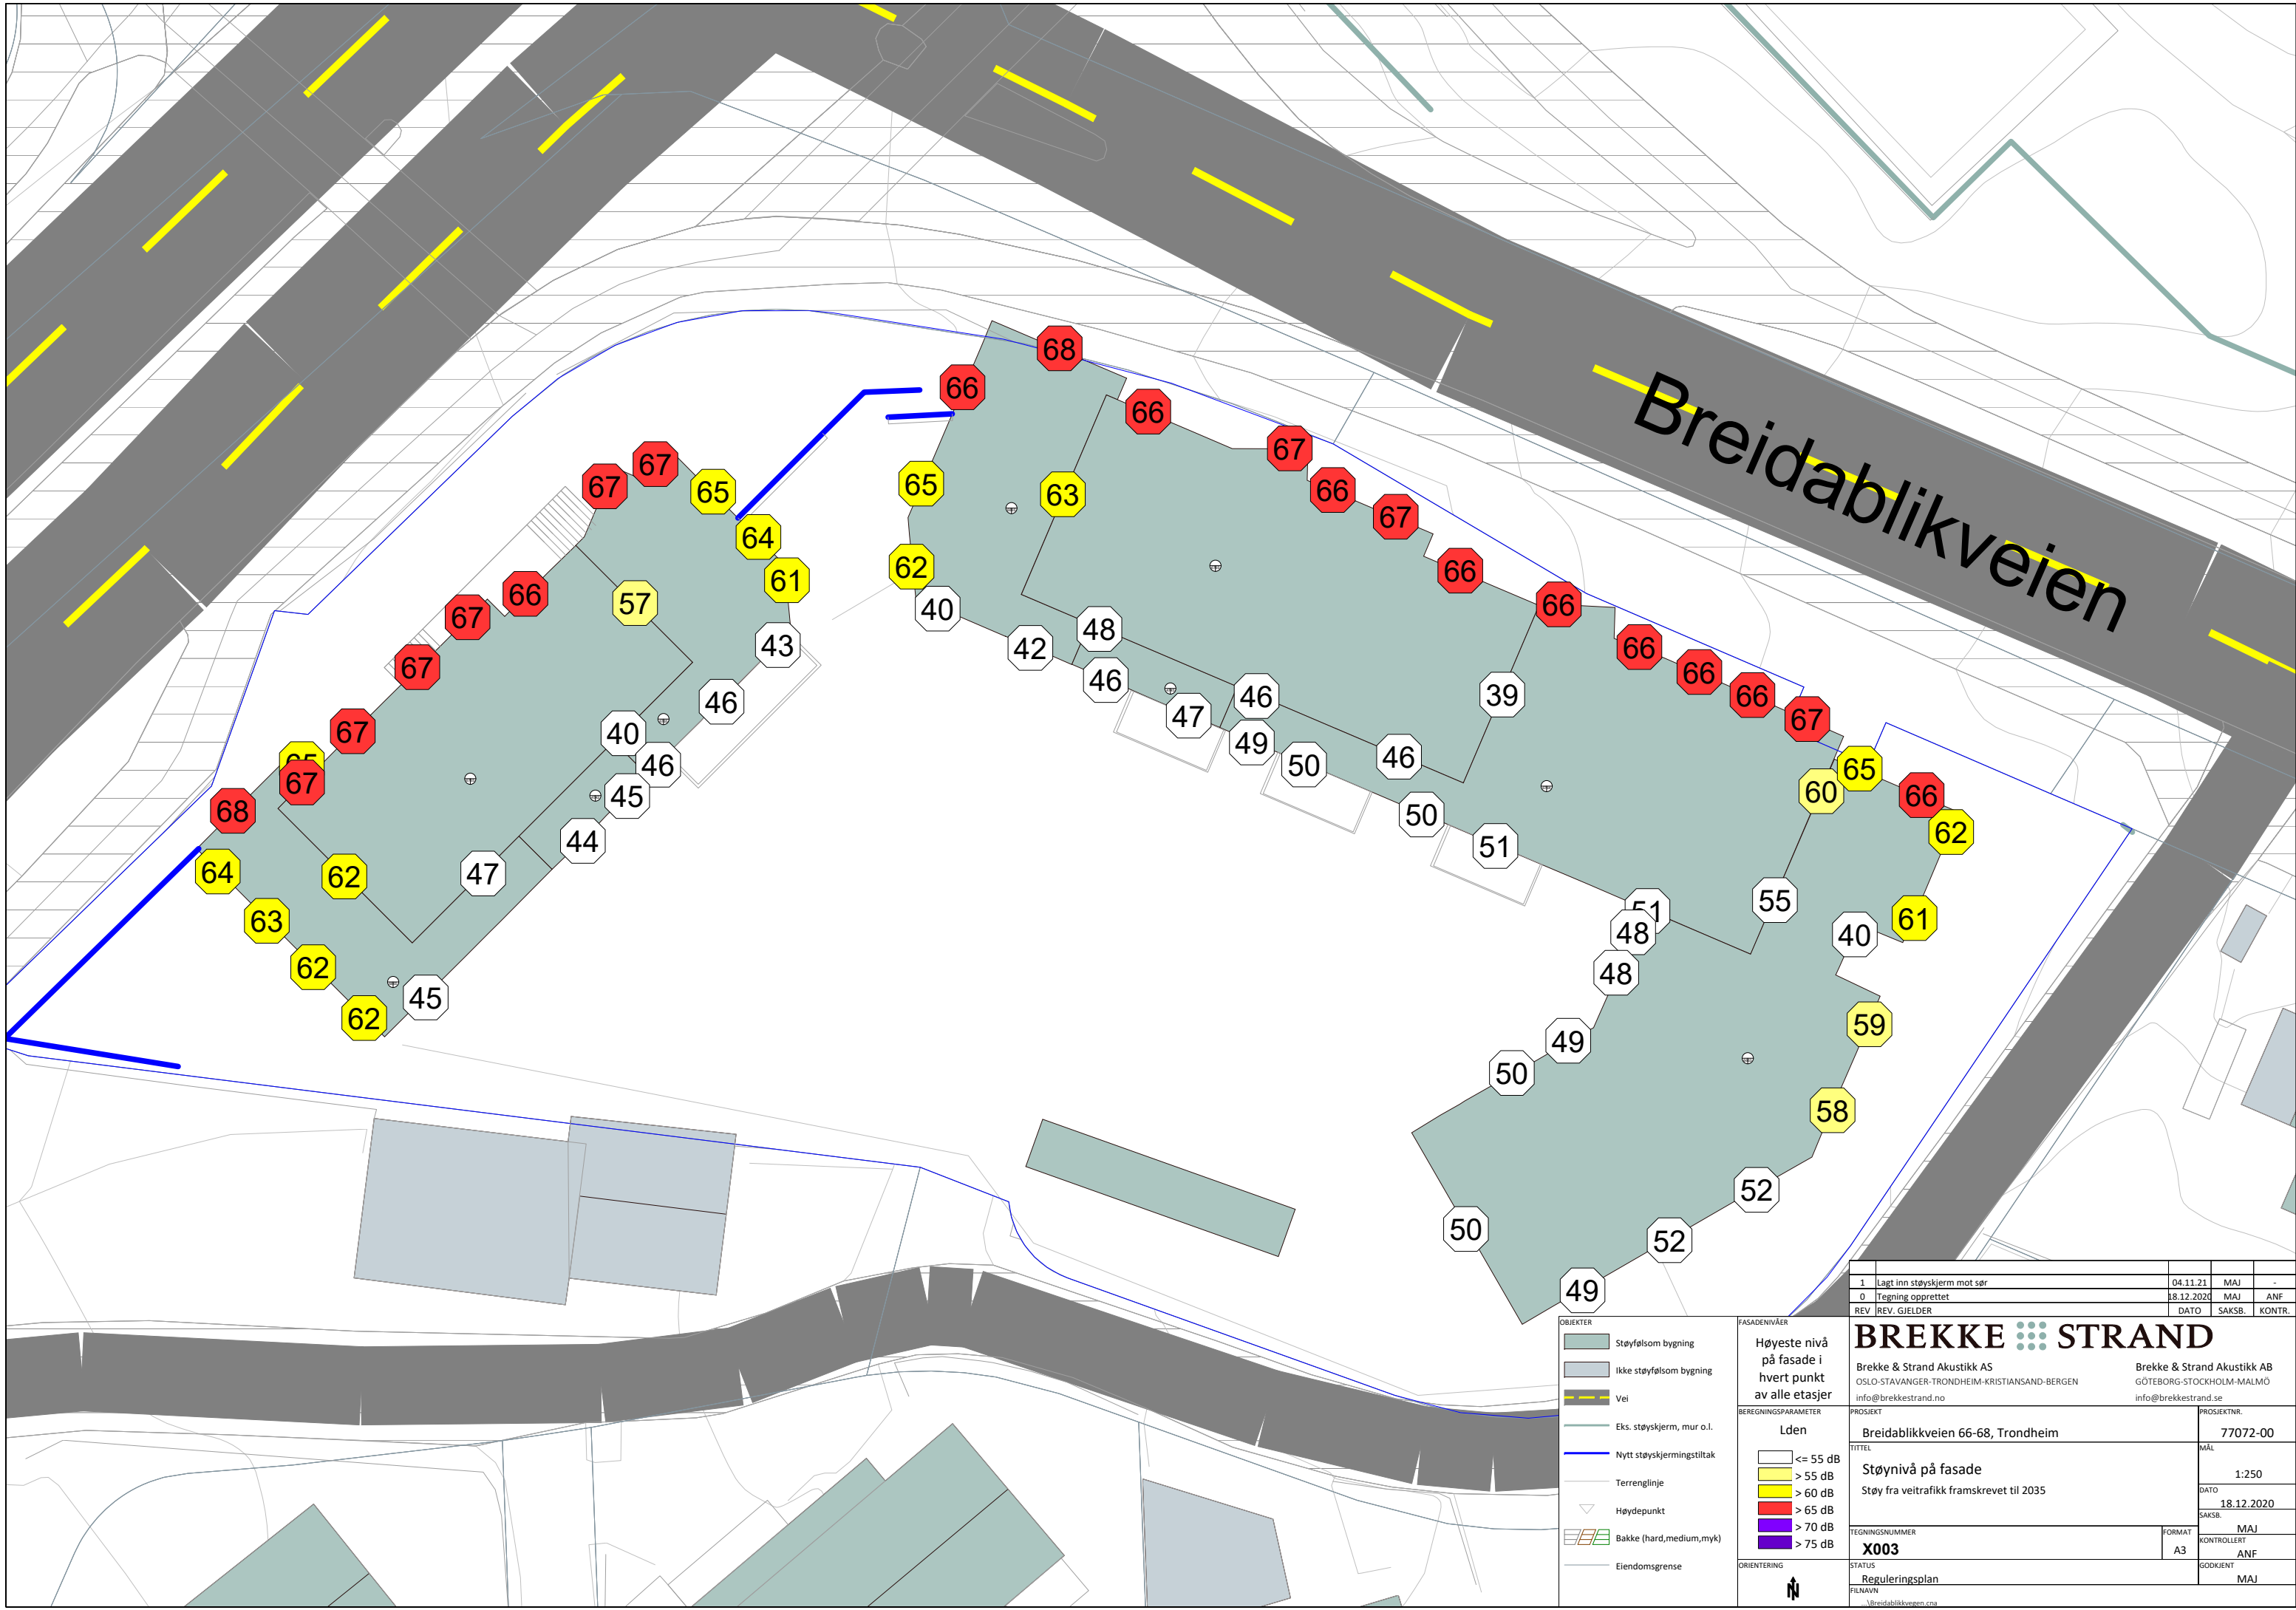 68
66
66
67
67
67
65
65
63
66
67
64
61
57
66
62
40
66
66
67
67
43
42
48
46
46
47
46
39
66
66
66
67
Breidablikveien
67
67
68
40
46
45
44
47
49
50
46
50
51
65
60
66
62
64
62
63
62
62
45
51
48
48
55
40
61
49
50
59
58
50
52
52
49
1 Lagt inn støyskjerm mot sør 04.11.21 MAJ -
0 Tegning opprettet 18.12.2020 MAJ ANF
REV REV. GJELDER DATO SAKSB. KONTR.
OBJEKTER
Støyfølsom bygning
Ikke støyfølsom bygning
Vei
Eks. støyskjerm, mur o.l.
Nytt støyskjermingstiltak
Terrenglinje
Høydepunkt
Bakke (hard,medium,myk)
Eiendomsgrense
FASADENIVÅER
Høyeste nivå
på fasade i
hvert punkt
av alle etasjer
BEREGNINGSPARAMETER
Lden
<= 55 dB
> 55 dB
> 60 dB
> 65 dB
> 70 dB
> 75 dB
ORIENTERING
N
BREKKE STRAND
Brekke & Strand Akustikk AS Brekke & Strand Akustikk AB
OSLO-STAVANGER-TRONDHEIM-KRISTIANSAND-BERGEN GÖTEBORG-STOCKHOLM-MALMÖ
info@brekkestrand.no info@brekkestrand.se
PROSJEKT
Breidablikkveien 66-68, Trondheim
PROSJEKTNR.
77072-00
TITTEL
Støynivå på fasade
Støy fra veitrafikk framskrevet til 2035
MÅL
1:250
DATO
18.12.2020
SAKSB.
MAJ
TEGNINGSNUMMER
X003
FORMAT
A3
KONTROLLERT
ANF
STATUS
Reguleringsplan
GODKJENT
MAJ
FILNAVN
...\Breidablikkvegen.cna